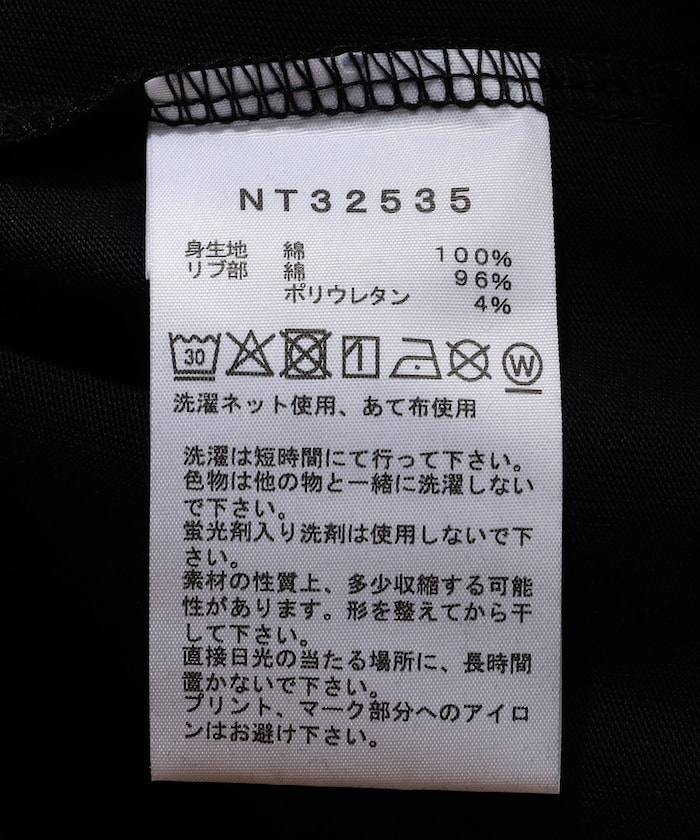 NT32535
身生地 綿 100%
リブ部 綿 96%
ポリウレタン 4%
30 W
洗濯ネット使用、あて布使用
洗濯は短時間にて行って下さい。
色物は他の物と一緒に洗濯しない
で下さい。
蛍光剤入り洗剤は使用しないで下
さい。
素材の性質上、多少収縮する可能
性があります。形を整えてから干
して下さい。
直接日光の当たる場所に、長時間
置かないで下さい。
プリント、マーク部分へのアイロ
ンはお避け下さい。